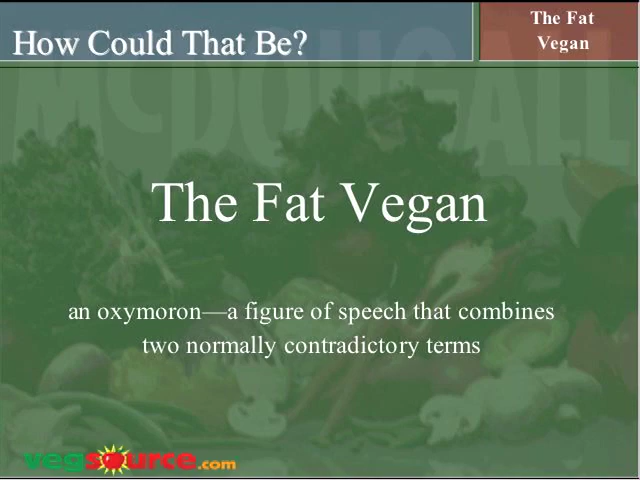 How Could That Be?
The Fat
Vegan
McDOUGALL
The Fat Vegan
an oxymoron—a figure of speech that combines
two normally contradictory terms
vegsource.com